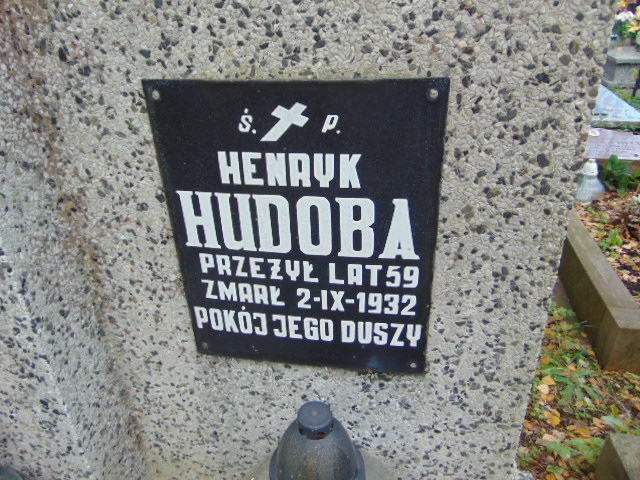 Ś. P.
HENRYK
HUDOBA
PRZEŻYŁ LAT 59
ZMARŁ 2-IX-1932
POKÓJ JEGO DUSZY